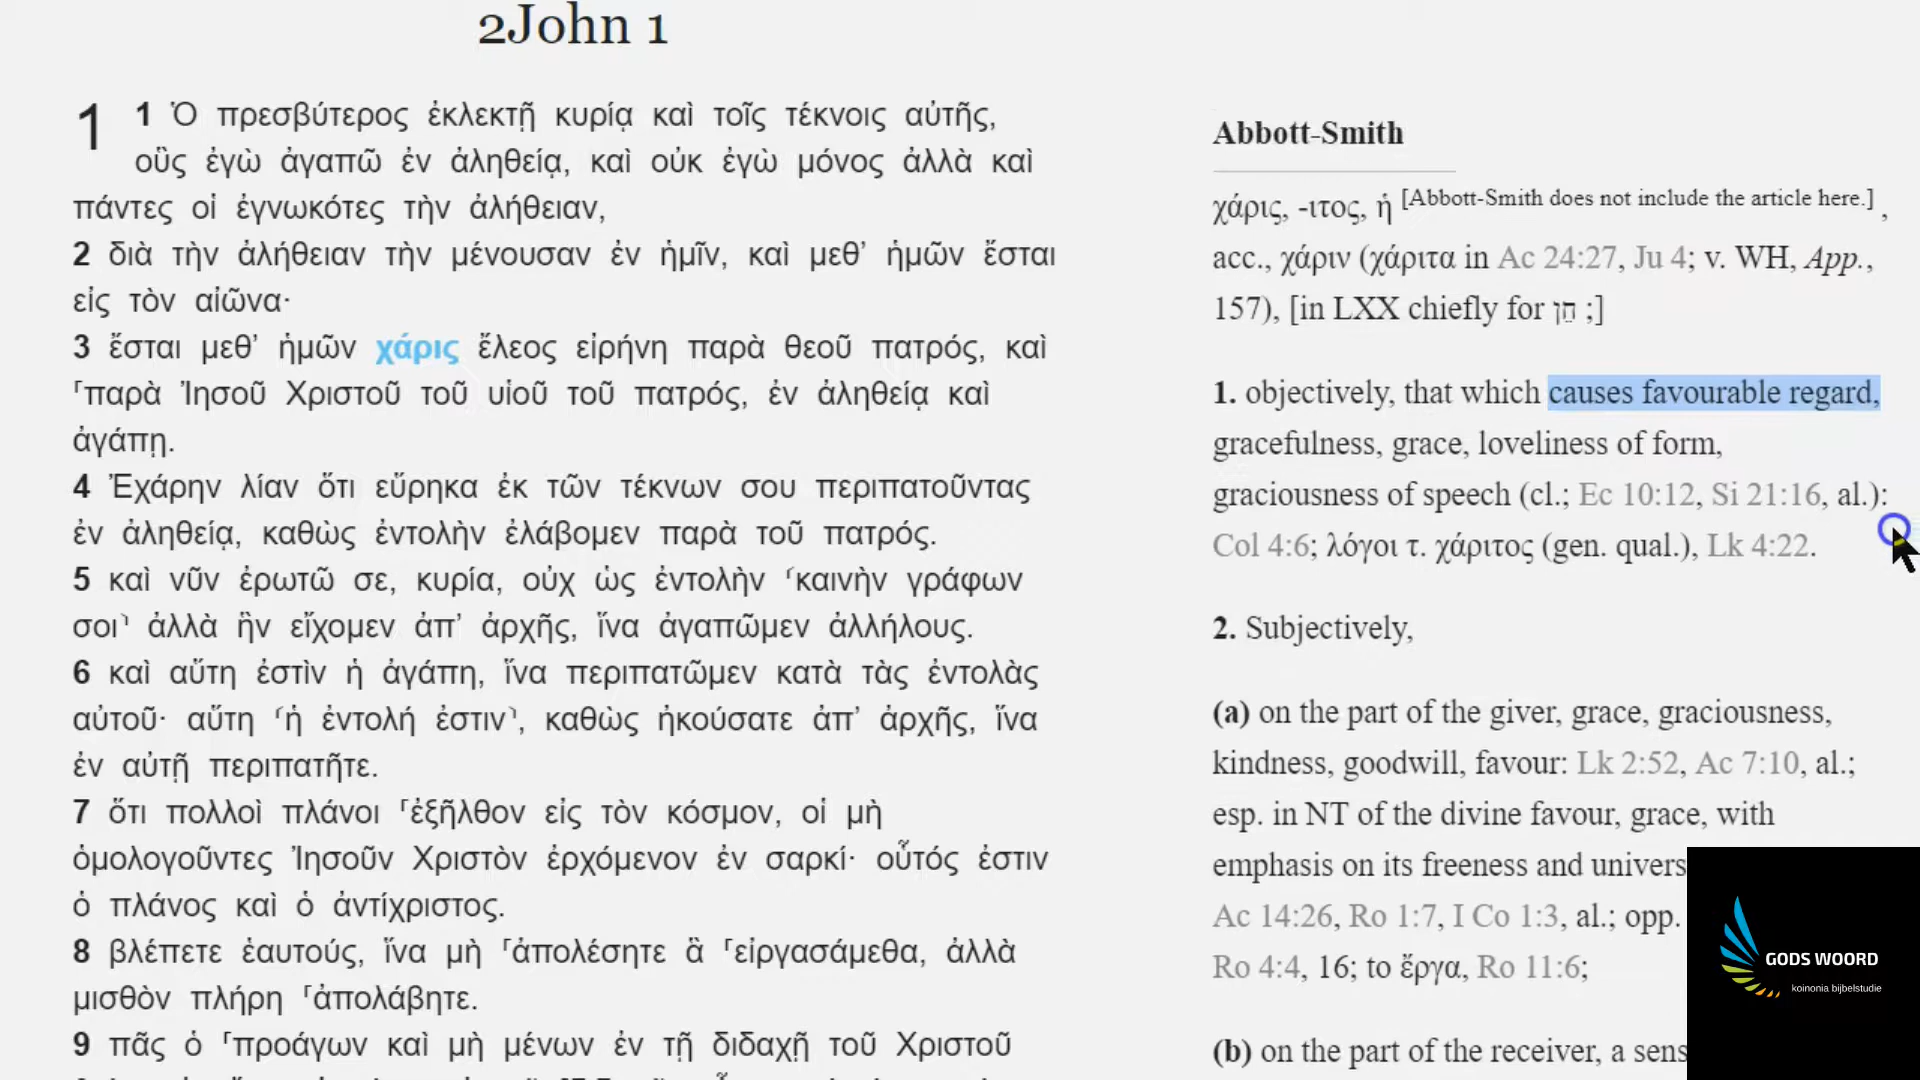 2John 1
1 1 Ὁ πρεσβύτερος ἐκλεκτῇ κυρίᾳ καὶ τοῖς τέκνοις αὐτῆς,
οὓς ἐγὼ ἀγαπῶ ἐν ἀληθείᾳ, καὶ οὐκ ἐγὼ μόνος ἀλλὰ καὶ
πάντες οἱ ἐγνωκότες τὴν ἀλήθειαν,
2 διὰ τὴν ἀλήθειαν τὴν μένουσαν ἐν ἡμῖν, καὶ μεθ’ ἡμῶν ἔσται
εἰς τὸν αἰῶνα·
3 ἔσται μεθ’ ἡμῶν χάρις ἔλεος εἰρήνη παρὰ θεοῦ πατρός, καὶ
⸀παρὰ Ἰησοῦ Χριστοῦ τοῦ υἱοῦ τοῦ πατρός, ἐν ἀληθείᾳ καὶ
ἀγάπῃ.
4 Ἐχάρην λίαν ὅτι εὕρηκα ἐκ τῶν τέκνων σου περιπατοῦντας
ἐν ἀληθείᾳ, καθὼς ἐντολὴν ἐλάβομεν παρὰ τοῦ πατρός.
5 καὶ νῦν ἐρωτῶ σε, κυρία, οὐχ ὡς ἐντολὴν ⸂καινὴν γράφων
σοι⸃ ἀλλὰ ἣν εἴχομεν ἀπ’ ἀρχῆς, ἵνα ἀγαπῶμεν ἀλλήλους.
6 καὶ αὕτη ἐστὶν ἡ ἀγάπη, ἵνα περιπατῶμεν κατὰ τὰς ἐντολὰς
αὐτοῦ· αὕτη ⸂ἡ ἐντολή ἐστιν⸃, καθὼς ἠκούσατε ἀπ’ ἀρχῆς, ἵνα
ἐν αὐτῇ περιπατῆτε.
7 ὅτι πολλοὶ πλάνοι ⸀ἐξῆλθον εἰς τὸν κόσμον, οἱ μὴ
ὁμολογοῦντες Ἰησοῦν Χριστὸν ἐρχόμενον ἐν σαρκί· οὗτός ἐστιν
ὁ πλάνος καὶ ὁ ἀντίχριστος.
8 βλέπετε ἑαυτούς, ἵνα μὴ ⸀ἀπολέσητε ἃ ⸀εἰργασάμεθα, ἀλλὰ
μισθὸν πλήρη ⸀ἀπολάβητε.
9 πᾶς ὁ ⸀προάγων καὶ μὴ μένων ἐν τῇ διδαχῇ τοῦ Χριστοῦ
Abbott-Smith
χάρις, -ιτος, ἡ [Abbott-Smith does not include the article here.] ,
acc., χάριν (χάριτα in Ac 24:27, Ju 4; v. WH, App.,
157), [in LXX chiefly for חֵן ;]
1. objectively, that which causes favourable regard,
gracefulness, grace, loveliness of form,
graciousness of speech (cl.; Ec 10:12, Si 21:16, al.):
Col 4:6; λόγοι τ. χάριτος (gen. qual.), Lk 4:22.
2. Subjectively,
(a) on the part of the giver, grace, graciousness,
kindness, goodwill, favour: Lk 2:52, Ac 7:10, al.;
esp. in NT of the divine favour, grace, with
emphasis on its freeness and univers
Ac 14:26, Ro 1:7, I Co 1:3, al.; opp.
Ro 4:4, 16; to ἔργα, Ro 11:6;
(b) on the part of the receiver, a sens
GODS WOORD
koinonia bijbelstudie